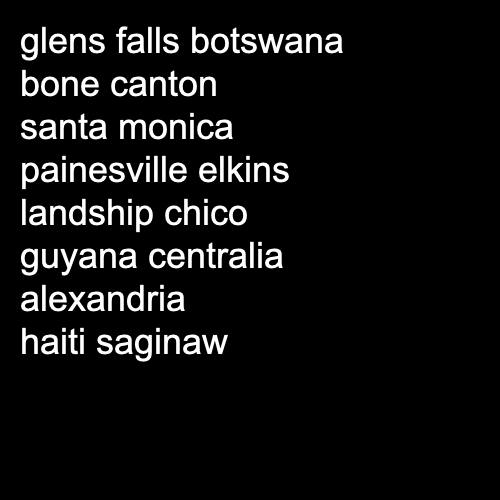 glens falls botswana
bone canton
santa monica
painesville elkins
landship chico
guyana centralia
alexandria
haiti saginaw